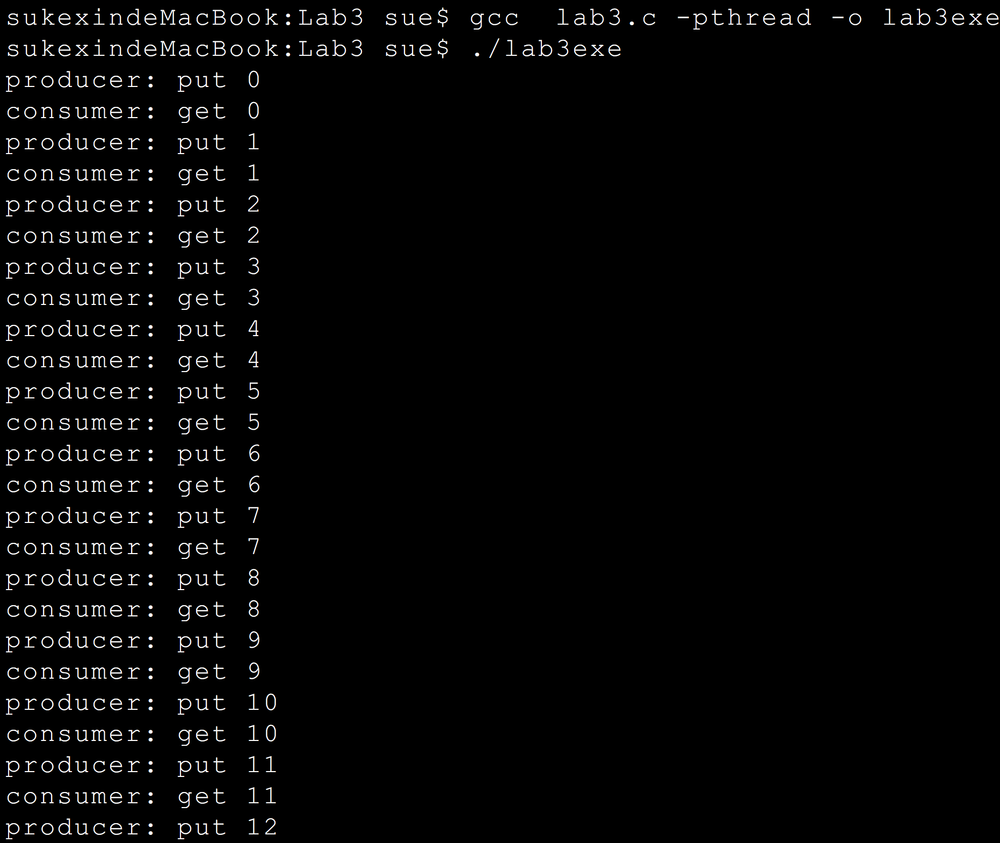 sukexindeMacBook:Lab3 sue$ gcc  lab3.c -pthread -o lab3exe
sukexindeMacBook:Lab3 sue$ ./lab3exe
producer: put 0
consumer: get 0
producer: put 1
consumer: get 1
producer: put 2
consumer: get 2
producer: put 3
consumer: get 3
producer: put 4
consumer: get 4
producer: put 5
consumer: get 5
producer: put 6
consumer: get 6
producer: put 7
consumer: get 7
producer: put 8
consumer: get 8
producer: put 9
consumer: get 9
producer: put 10
consumer: get 10
producer: put 11
consumer: get 11
producer: put 12